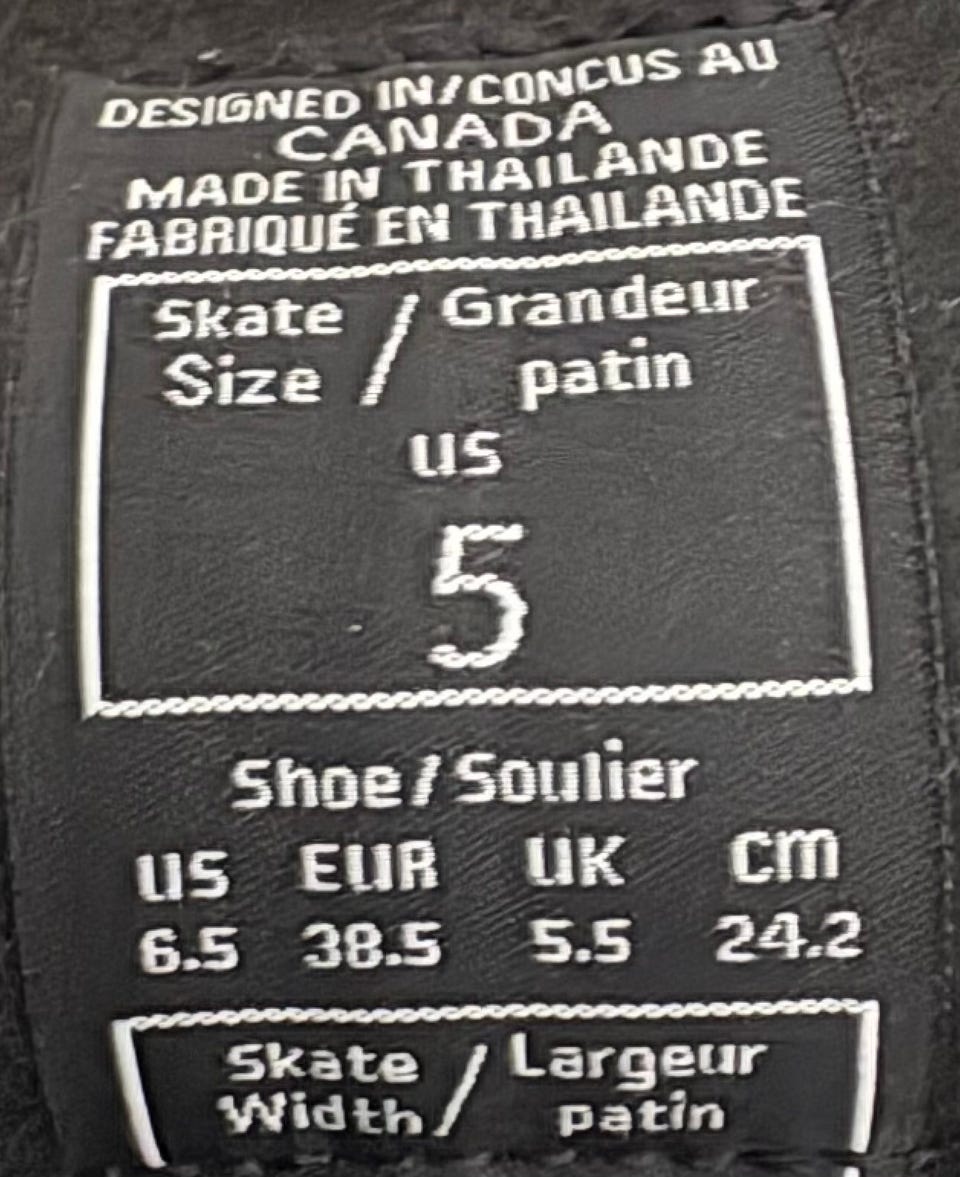 DESIGNED IN/CONCUS AU
CANADA
MADE IN THAILANDE
FABRIQUÉ EN THAILANDE
Skate / Grandeur
Size patin
US
5
Shoe/Soulier
US EUR UK cm
6.5 38.5 5.5 24.2
Skate / Largeur
Width patin